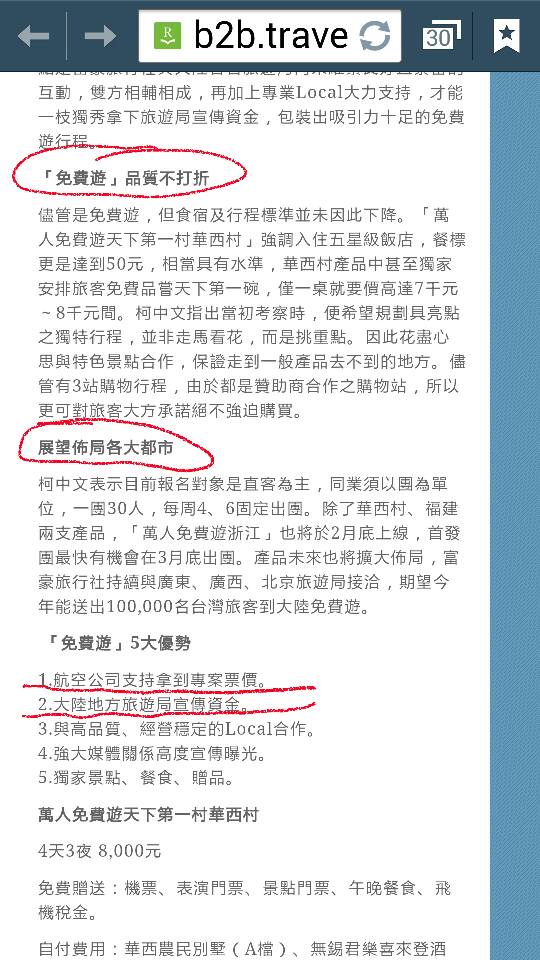 b2b.trave
30
互動，雙方相輔相成，再加上專業Local大力支持，才能
一枝獨秀拿下旅遊局宣傳資金，包裝出吸引力十足的免費
遊行程。
「免費遊」品質不打折
儘管是免費遊，但食宿及行程標準並未因此下降。「萬
人免費遊天下第一村華西村」強調入住五星級飯店，餐標
更是達到50元，相當具有水準，華西村產品中甚至獨家
安排旅客免費品嘗天下第一碗，僅一桌就要價高達7千元
~8千元間。柯中文指出當初考察時，便希望規劃具亮點
之獨特行程，並非走馬看花，而是挑重點。因此花盡心
思與特色景點合作，保證走到一般產品去不到的地方。儘
管有3站購物行程，由於都是贊助商合作之購物站，所以
更可對旅客大方承諾絕不強迫購買。
展望佈局各大都市
柯中文表示目前報名對象是直客為主，同業須以團為單
位，一團30人，每周4、6固定出團。除了華西村、福建
兩支產品，「萬人免費遊浙江」也將於2月底上線，首發
團最快有機會在3月底出團。產品未來也將擴大佈局，富
豪旅行社持續與廣東、廣西、北京旅遊局接洽，期望今
年能送出100,000名台灣旅客到大陸免費遊。
「免費遊」5大優勢
1.航空公司支持拿到專案票價。
2.大陸地方旅遊局宣傳資金。
3.與高品質、經營穩定的Local合作。
4.強大媒體關係高度宣傳曝光。
5.獨家景點、餐食、贈品。
萬人免費遊天下第一村華西村
4天3夜 8,000元
免費贈送：機票、表演門票、景點門票、午晚餐食、飛
機稅金。
自付費用：華西農民別墅（A檔）、無錫君樂喜來登酒